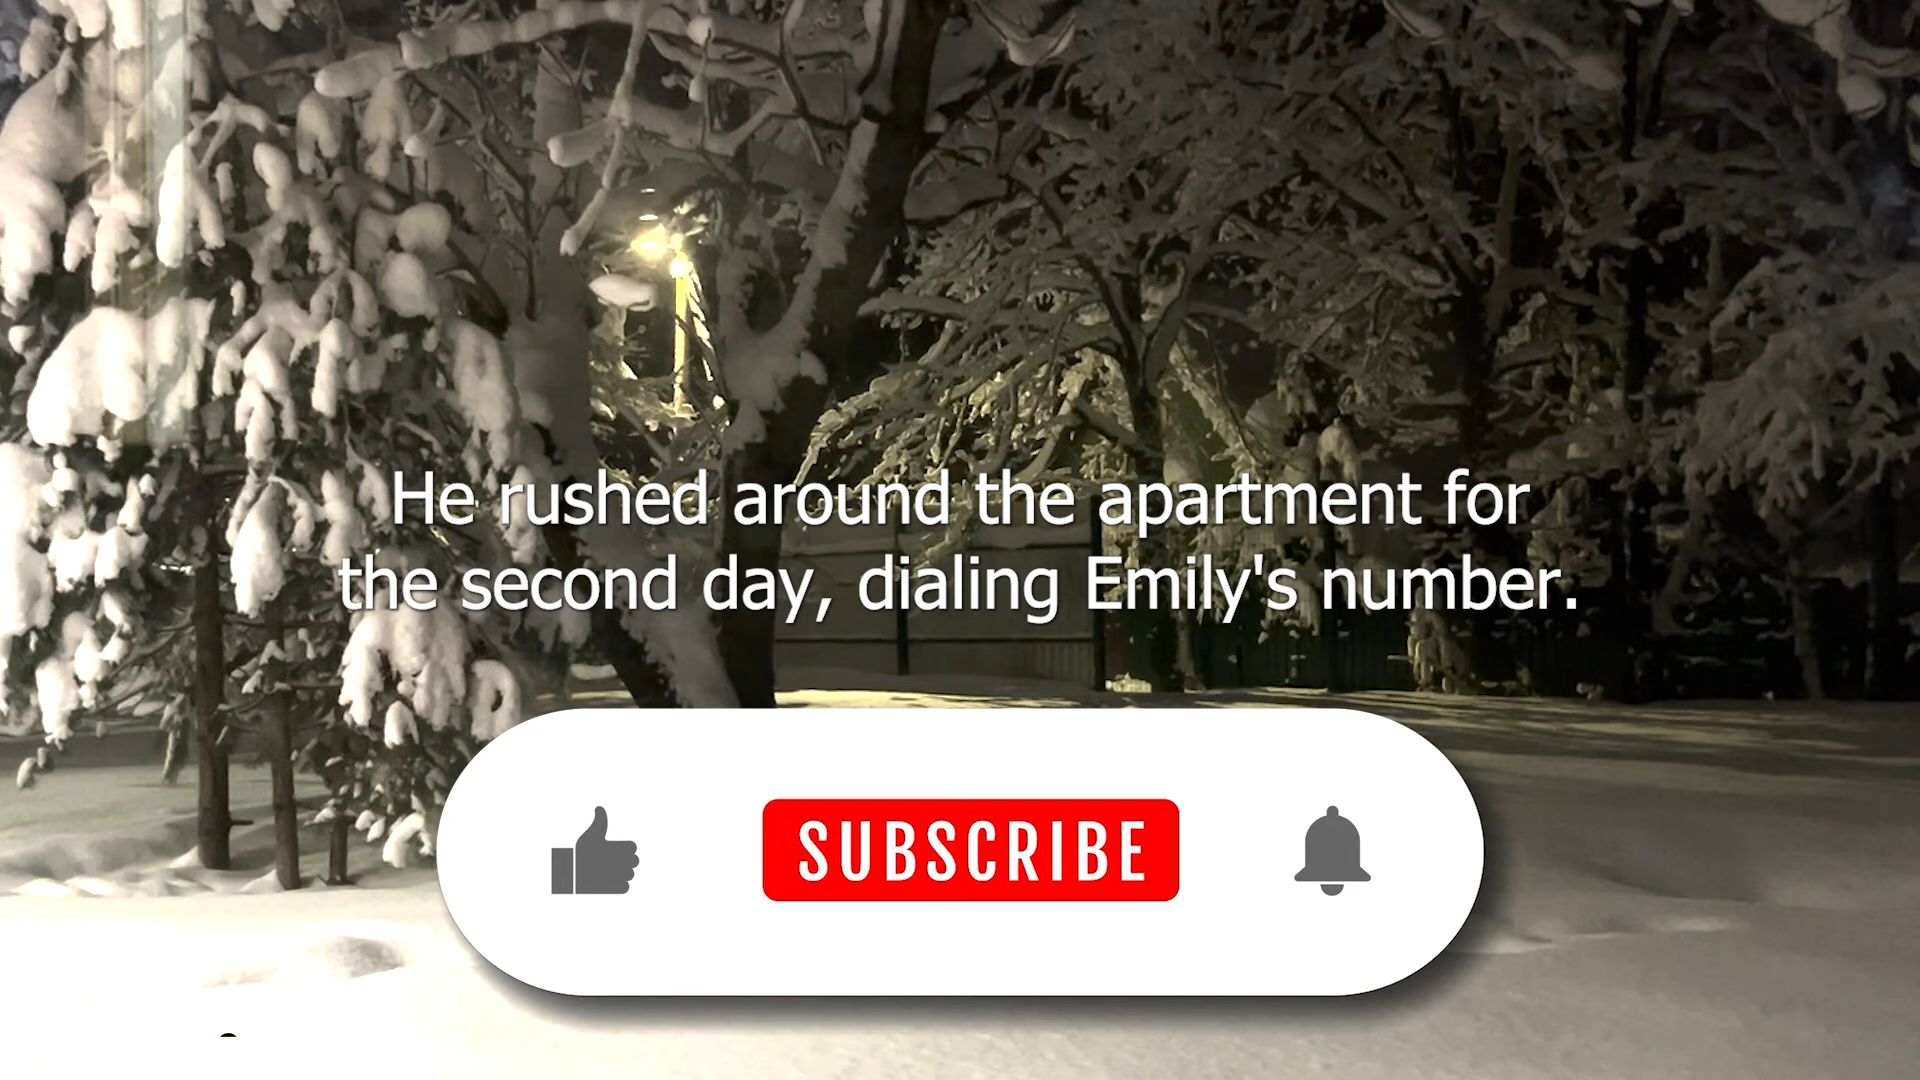 He rushed around the apartment for
the second day, dialing Emily's number.
SUBSCRIBE